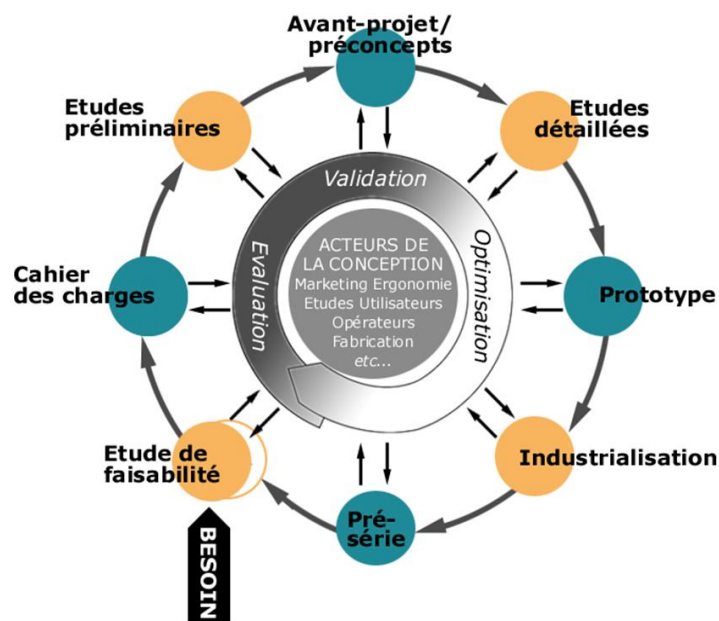 Avant-projet/
préconcepts
Etudes
préliminaires
Etudes
détaillées
Validation
Evaluation
Optimisation
ACTEURS DE
LA CONCEPTION
Marketing Ergonomie
Etudes Utilisateurs
Opérateurs
Fabrication
etc...
Cahier
des charges
Prototype
Etude de
faisabilité
Industrialisation
Pré-
série
BESOIN